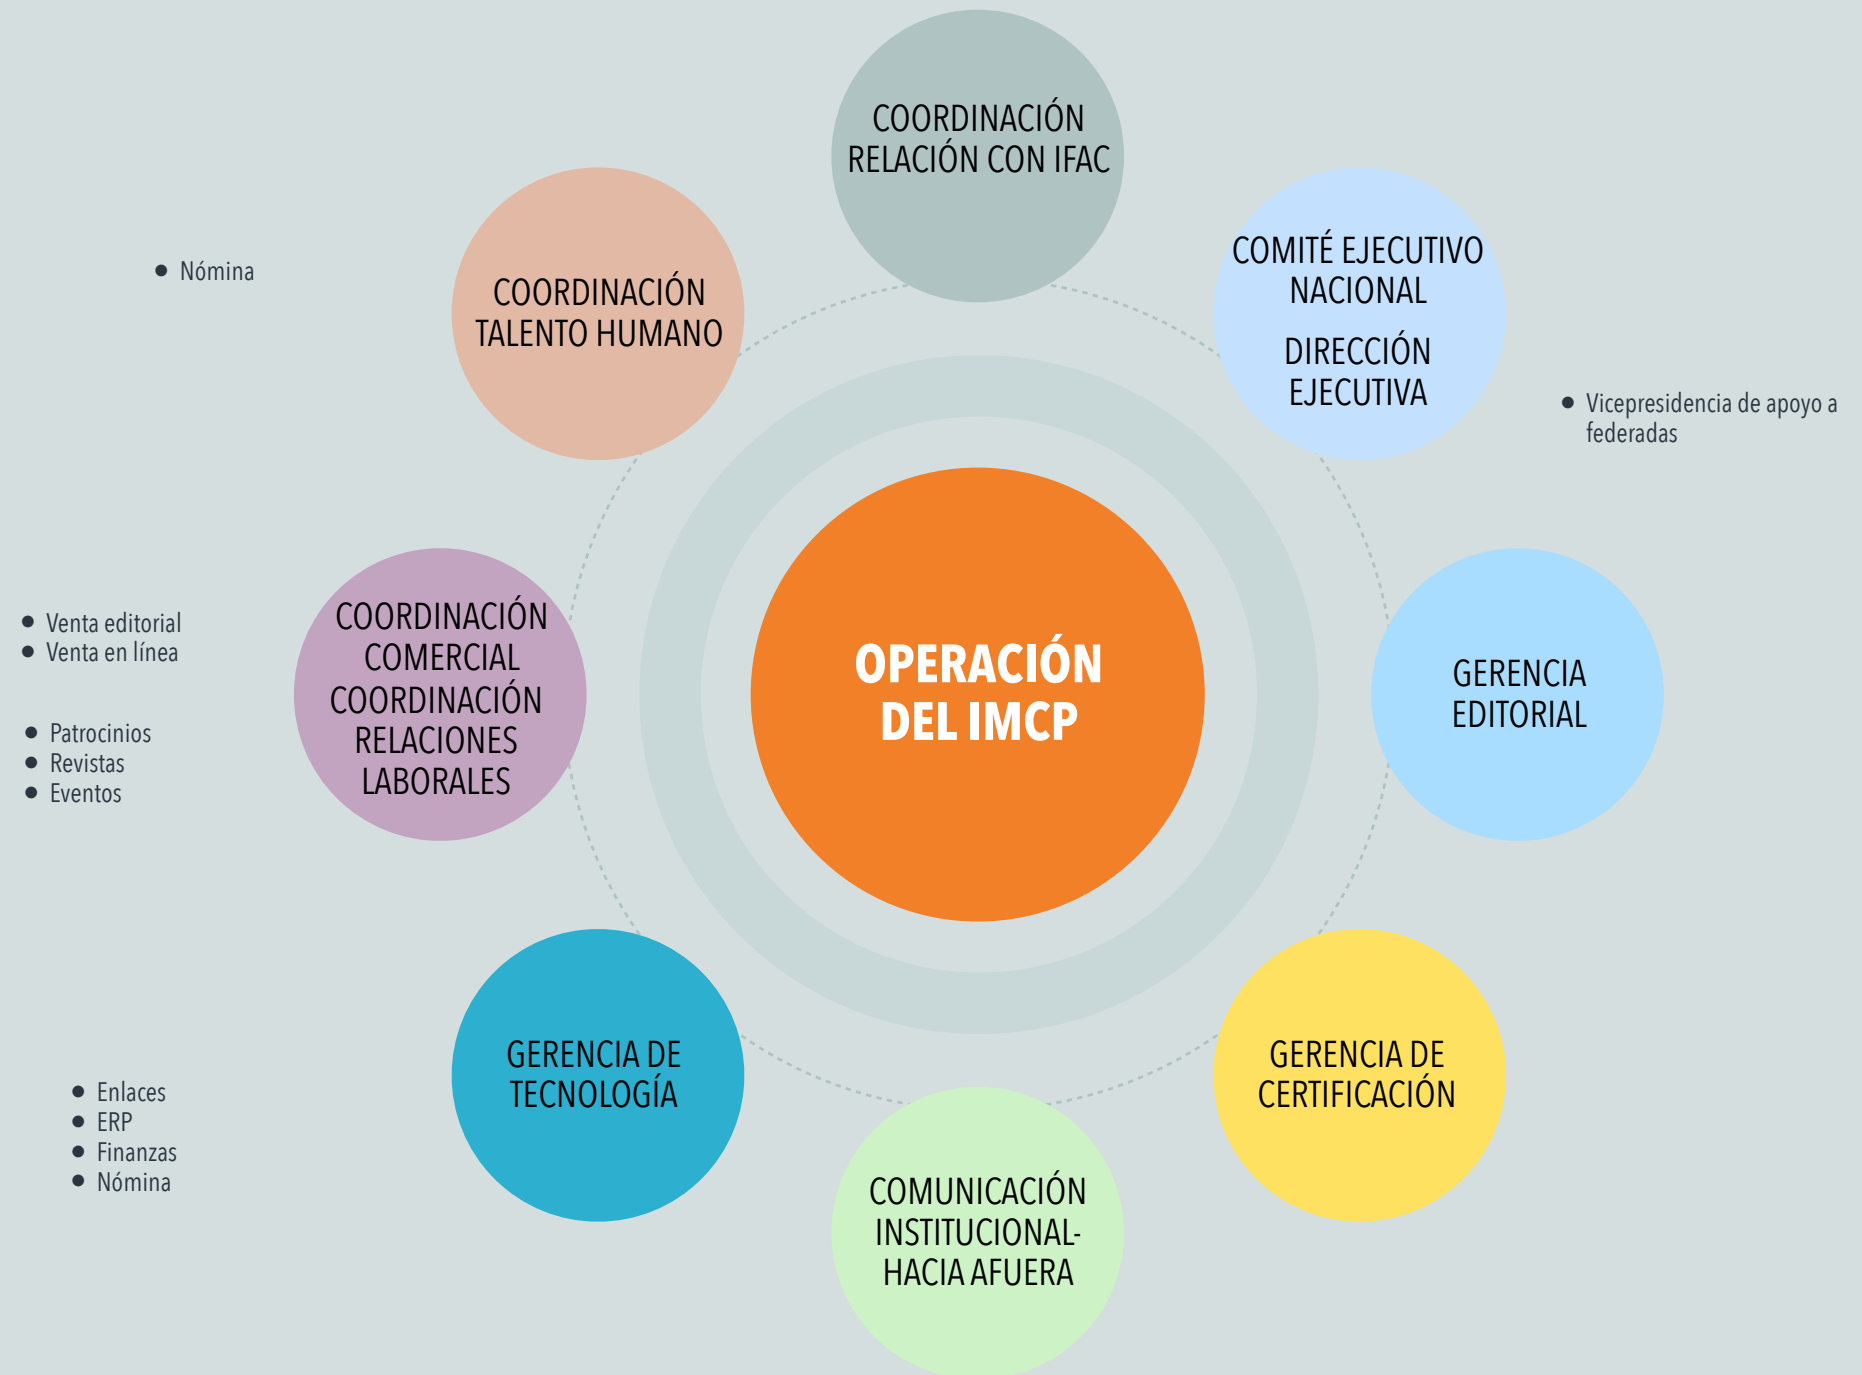 COORDINACIÓN
RELACIÓN CON IFAC
COMITÉ EJECUTIVO
NACIONAL
DIRECCIÓN
EJECUTIVA
● Vicepresidencia de apoyo a
federadas
● Nómina
COORDINACIÓN
TALENTO HUMANO
● Venta editorial
● Venta en línea
● Patrocinios
● Revistas
● Eventos
COORDINACIÓN
COMERCIAL
COORDINACIÓN
RELACIONES
LABORALES
OPERACIÓN
DEL IMCP
GERENCIA
EDITORIAL
● Enlaces
● ERP
● Finanzas
● Nómina
GERENCIA DE
TECNOLOGÍA
GERENCIA DE
CERTIFICACIÓN
COMUNICACIÓN
INSTITUCIONAL-
HACIA AFUERA